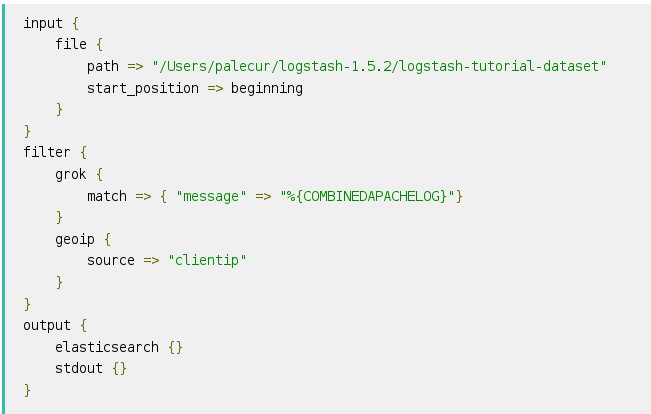 input {
    file {
        path => "/Users/palecur/logstash-1.5.2/logstash-tutorial-dataset"
        start_position => beginning
    }
}
filter {
    grok {
        match => { "message" => "%{COMBINEDAPACHELOG}"}
    }
    geoip {
        source => "clientip"
    }
}
output {
    elasticsearch {}
    stdout {}
}